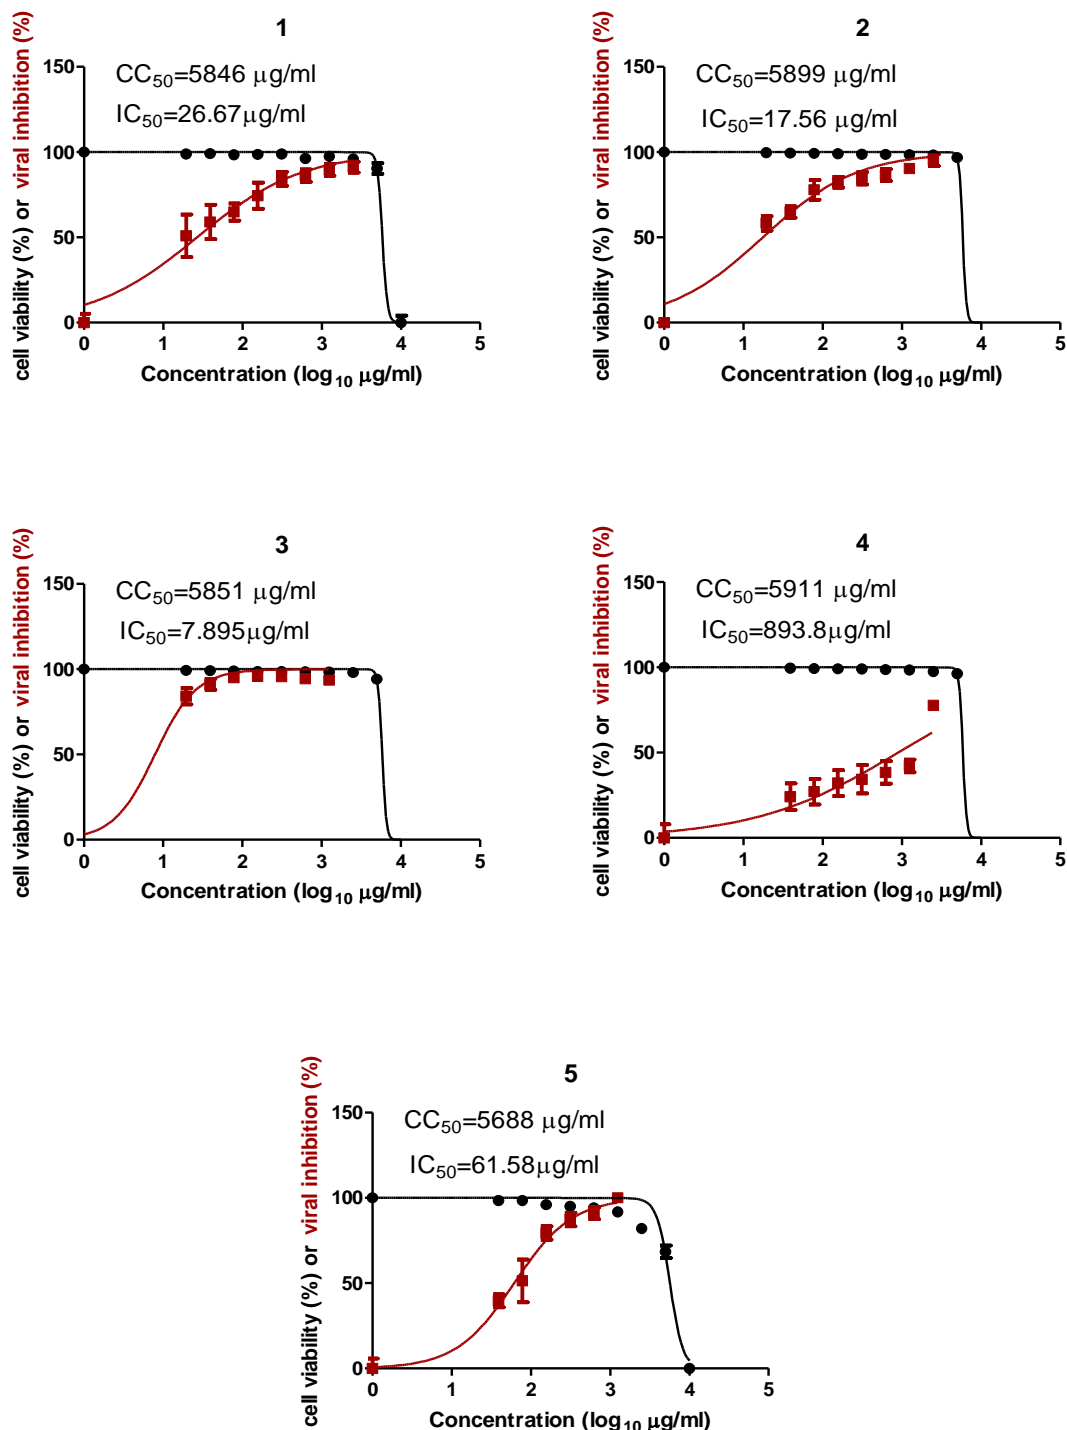 1
CC50=5846 μg/ml
IC50=26.67μg/ml
cell viability (%) or viral inhibition (%)
150
100
50
0
0 1 2 3 4 5
Concentration (log10 μg/ml)
2
CC50=5899 μg/ml
IC50=17.56 μg/ml
cell viability (%) or viral inhibition (%)
150
100
50
0
0 1 2 3 4 5
Concentration (log10 μg/ml)
3
CC50=5851 μg/ml
IC50=7.895μg/ml
cell viability (%) or viral inhibition (%)
150
100
50
0
0 1 2 3 4 5
Concentration (log10 μg/ml)
4
CC50=5911 μg/ml
IC50=893.8μg/ml
cell viability (%) or viral inhibition (%)
150
100
50
0
0 1 2 3 4 5
Concentration (log10 μg/ml)
5
CC50=5688 μg/ml
IC50=61.58μg/ml
cell viability (%) or viral inhibition (%)
150
100
50
0
0 1 2 3 4 5
Concentration (log10 μg/ml)